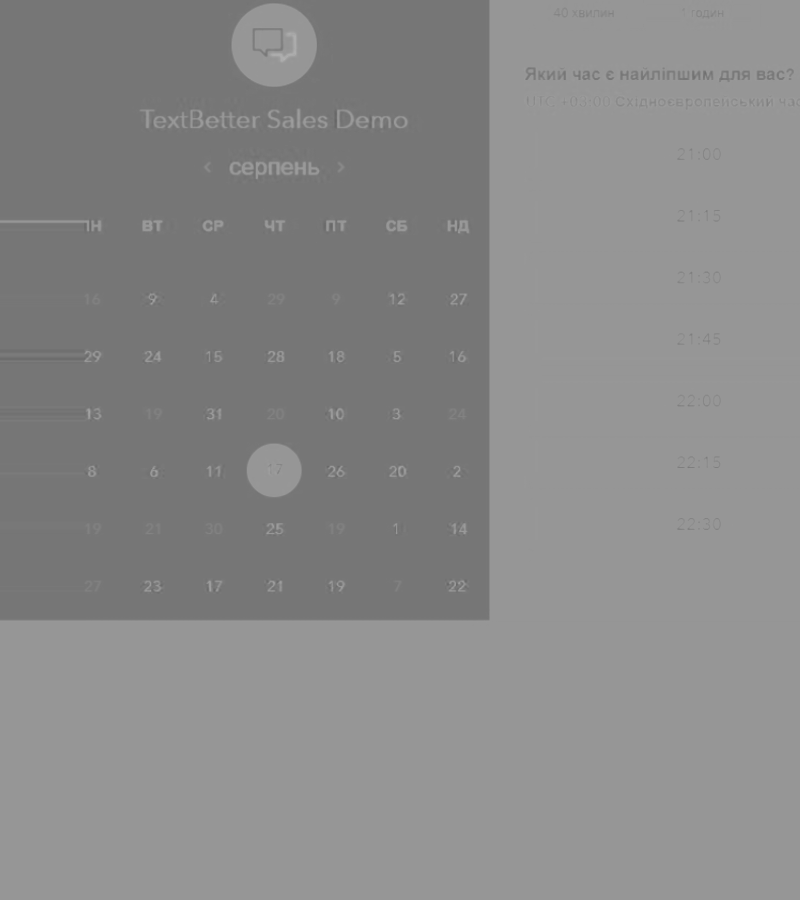 40 хвилин 1 годин
Який час є найліпшим для вас?
Східноєвропейський час
TextBetter Sales Demo
‹ серпень ›
ПН ВТ СР ЧТ ПТ СБ НД
16 9 4 29 9 12 27
29 24 15 28 18 5 16
13 19 31 20 10 3 24
8 6 11 17 26 20 2
19 21 30 25 19 1 14
27 23 17 21 19 7 22
21:00
21:15
21:30
21:45
22:00
22:15
22:30